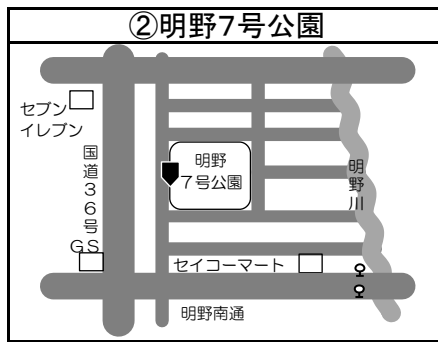 ②明野7号公園
セブン
イレブン
国道36号
GS
明野
7号公園
明野川
セイコーマート
明野南通